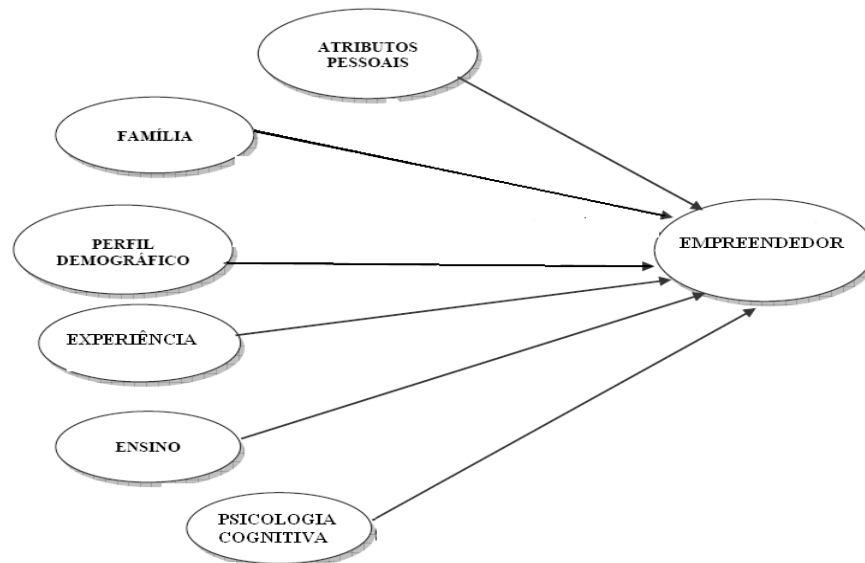 ATRIBUTOS
PESSOAIS
FAMÍLIA
PERFIL
DEMOGRÁFICO
EMPREENDEDOR
EXPERIÊNCIA
ENSINO
PSICOLOGIA
COGNITIVA